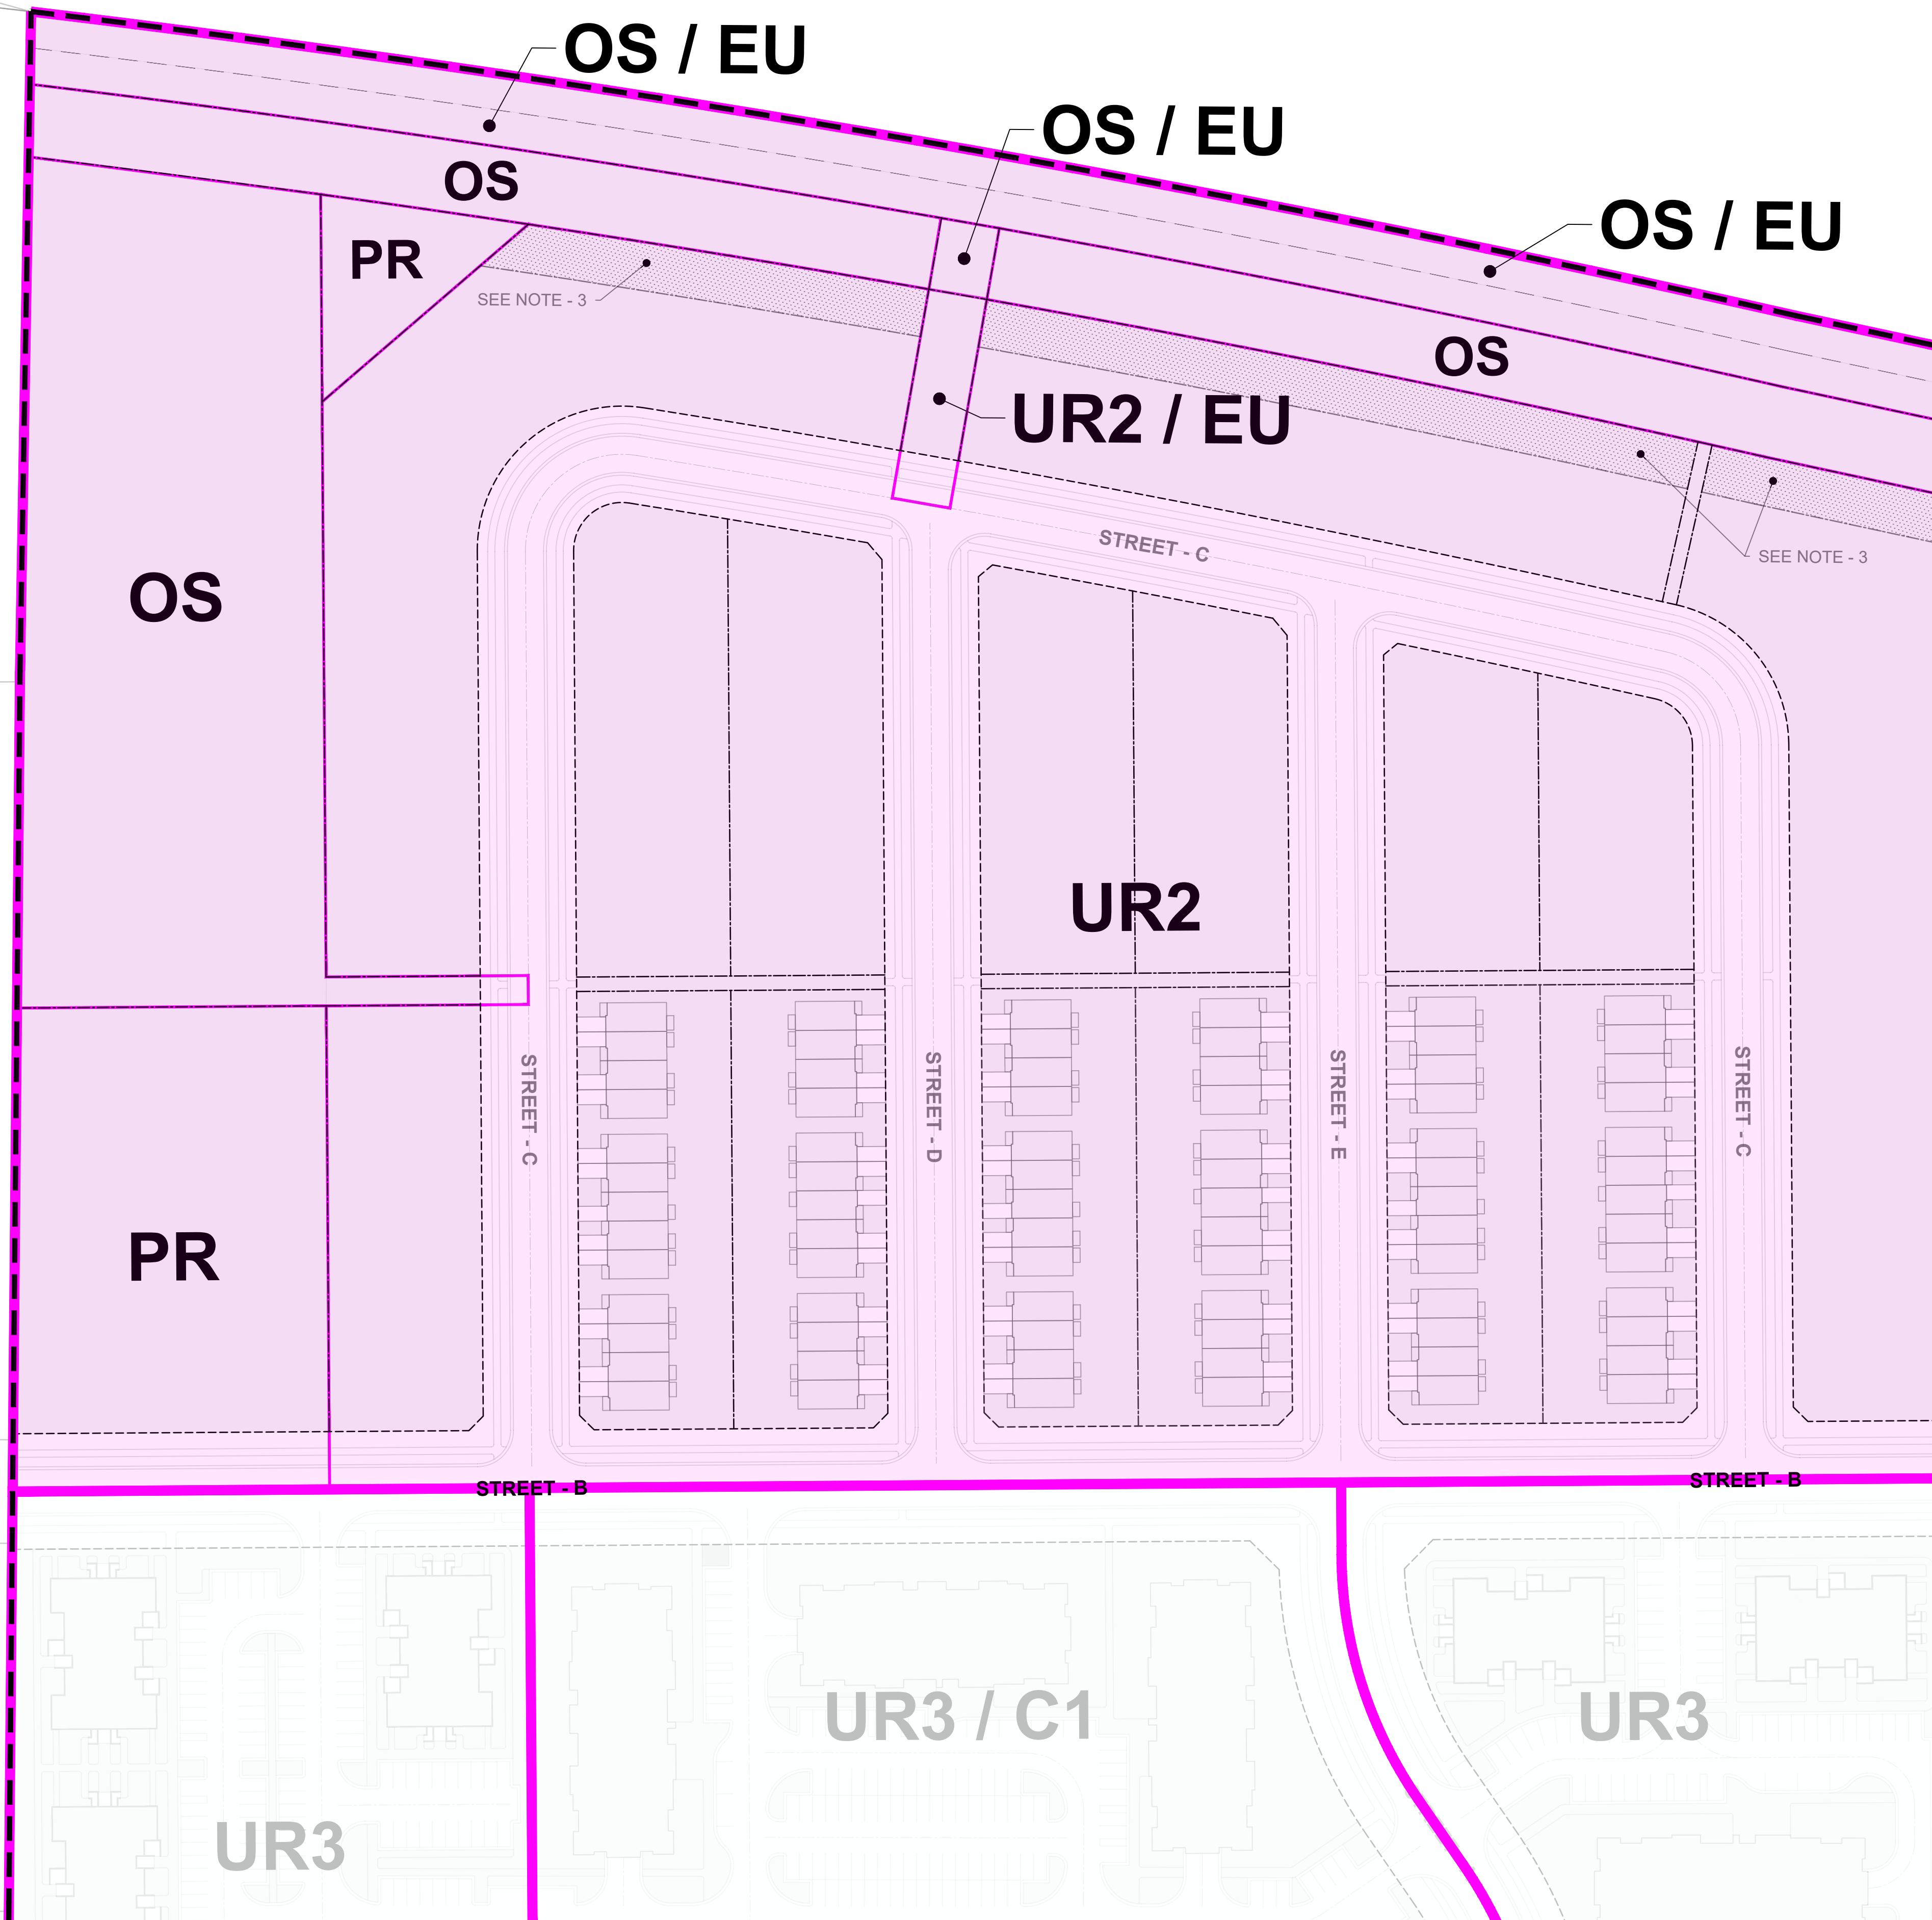 OS / EU
OS / EU
OS
OS / EU
PR
SEE NOTE - 3
OS
UR2 / EU
STREET - C
SEE NOTE - 3
OS
UR2
STREET - C
STREET - D
STREET - E
STREET - C
PR
STREET - B
STREET - B
UR3 / C1
UR3
UR3